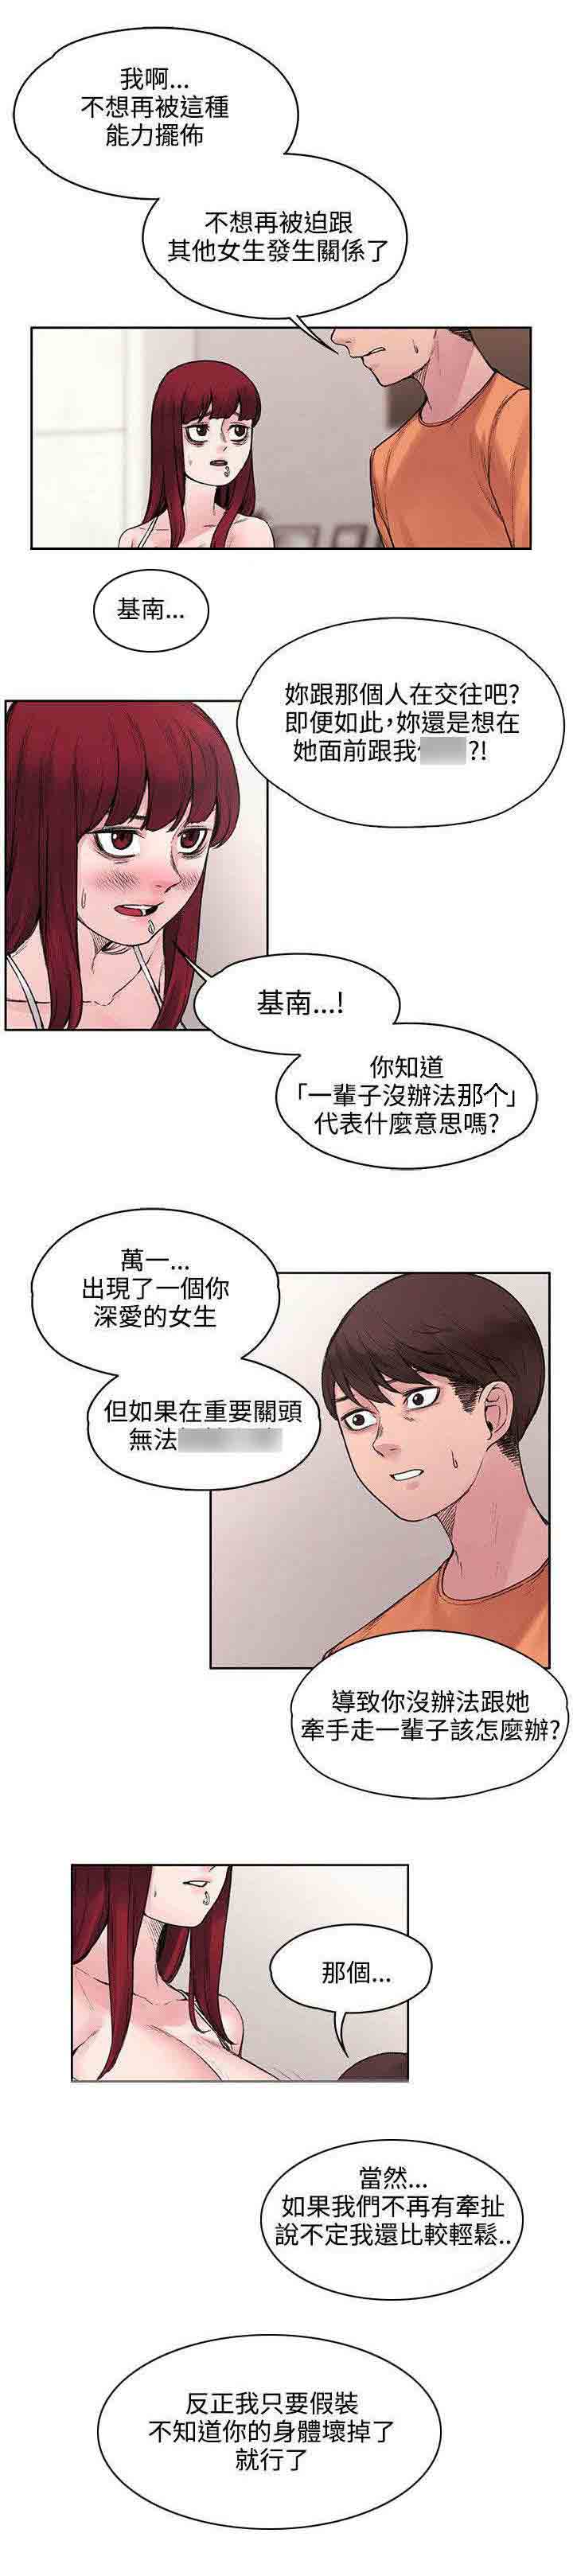 我啊...
不想再被這種
能力擺佈
不想再被迫跟
其他女生發生關係了
基南...
妳跟那個人在交往吧?
即便如此,妳還是想在
她面前跟我 ?!
基南...!
你知道
「一輩子沒辦法那个」
代表什麼意思嗎?
萬一...
出現了一個你
深愛的女生
但如果在重要關頭
無法
導致你沒辦法跟她
牽手走一輩子該怎麼辦?
那個...
當然...
如果我們不再有牽扯
說不定我還比較輕鬆..
反正我只要假裝
不知道你的身體壞掉了
就行了